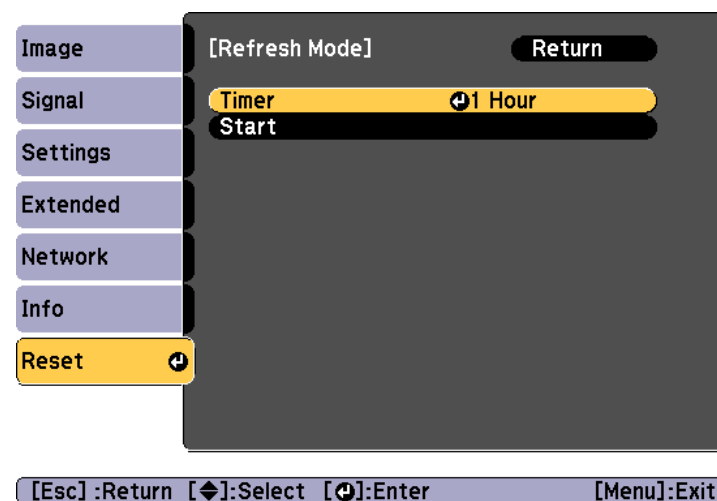 Image
Signal
Settings
Extended
Network
Info
Reset
[Refresh Mode] Return
Timer 1 Hour
Start
[Esc] :Return [◆]:Select [↵]:Enter [Menu]:Exit